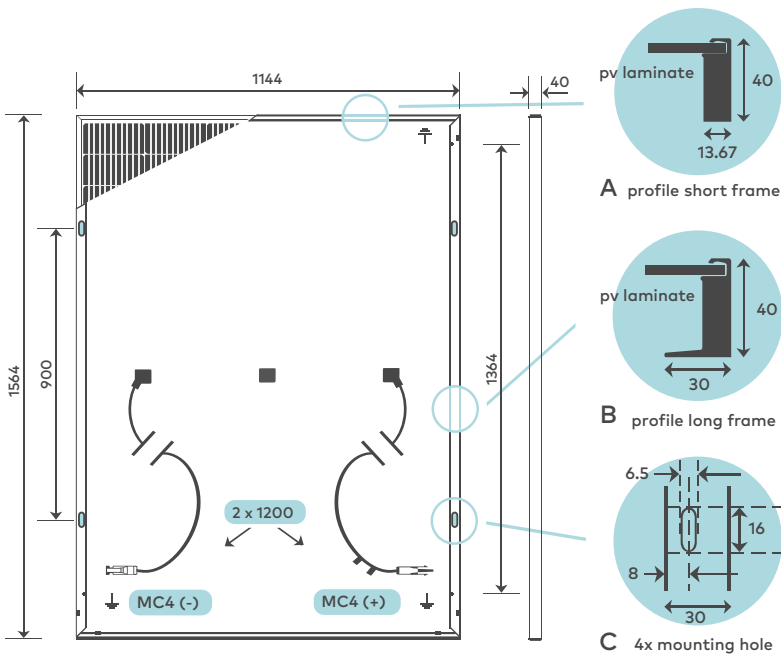 1144
40
1564
900
1364
2 x 1200
MC4 (-)
MC4 (+)
pv laminate
40
13.67
A profile short frame
pv laminate
40
30
B profile long frame
6.5
16
8
30
C 4x mounting hole